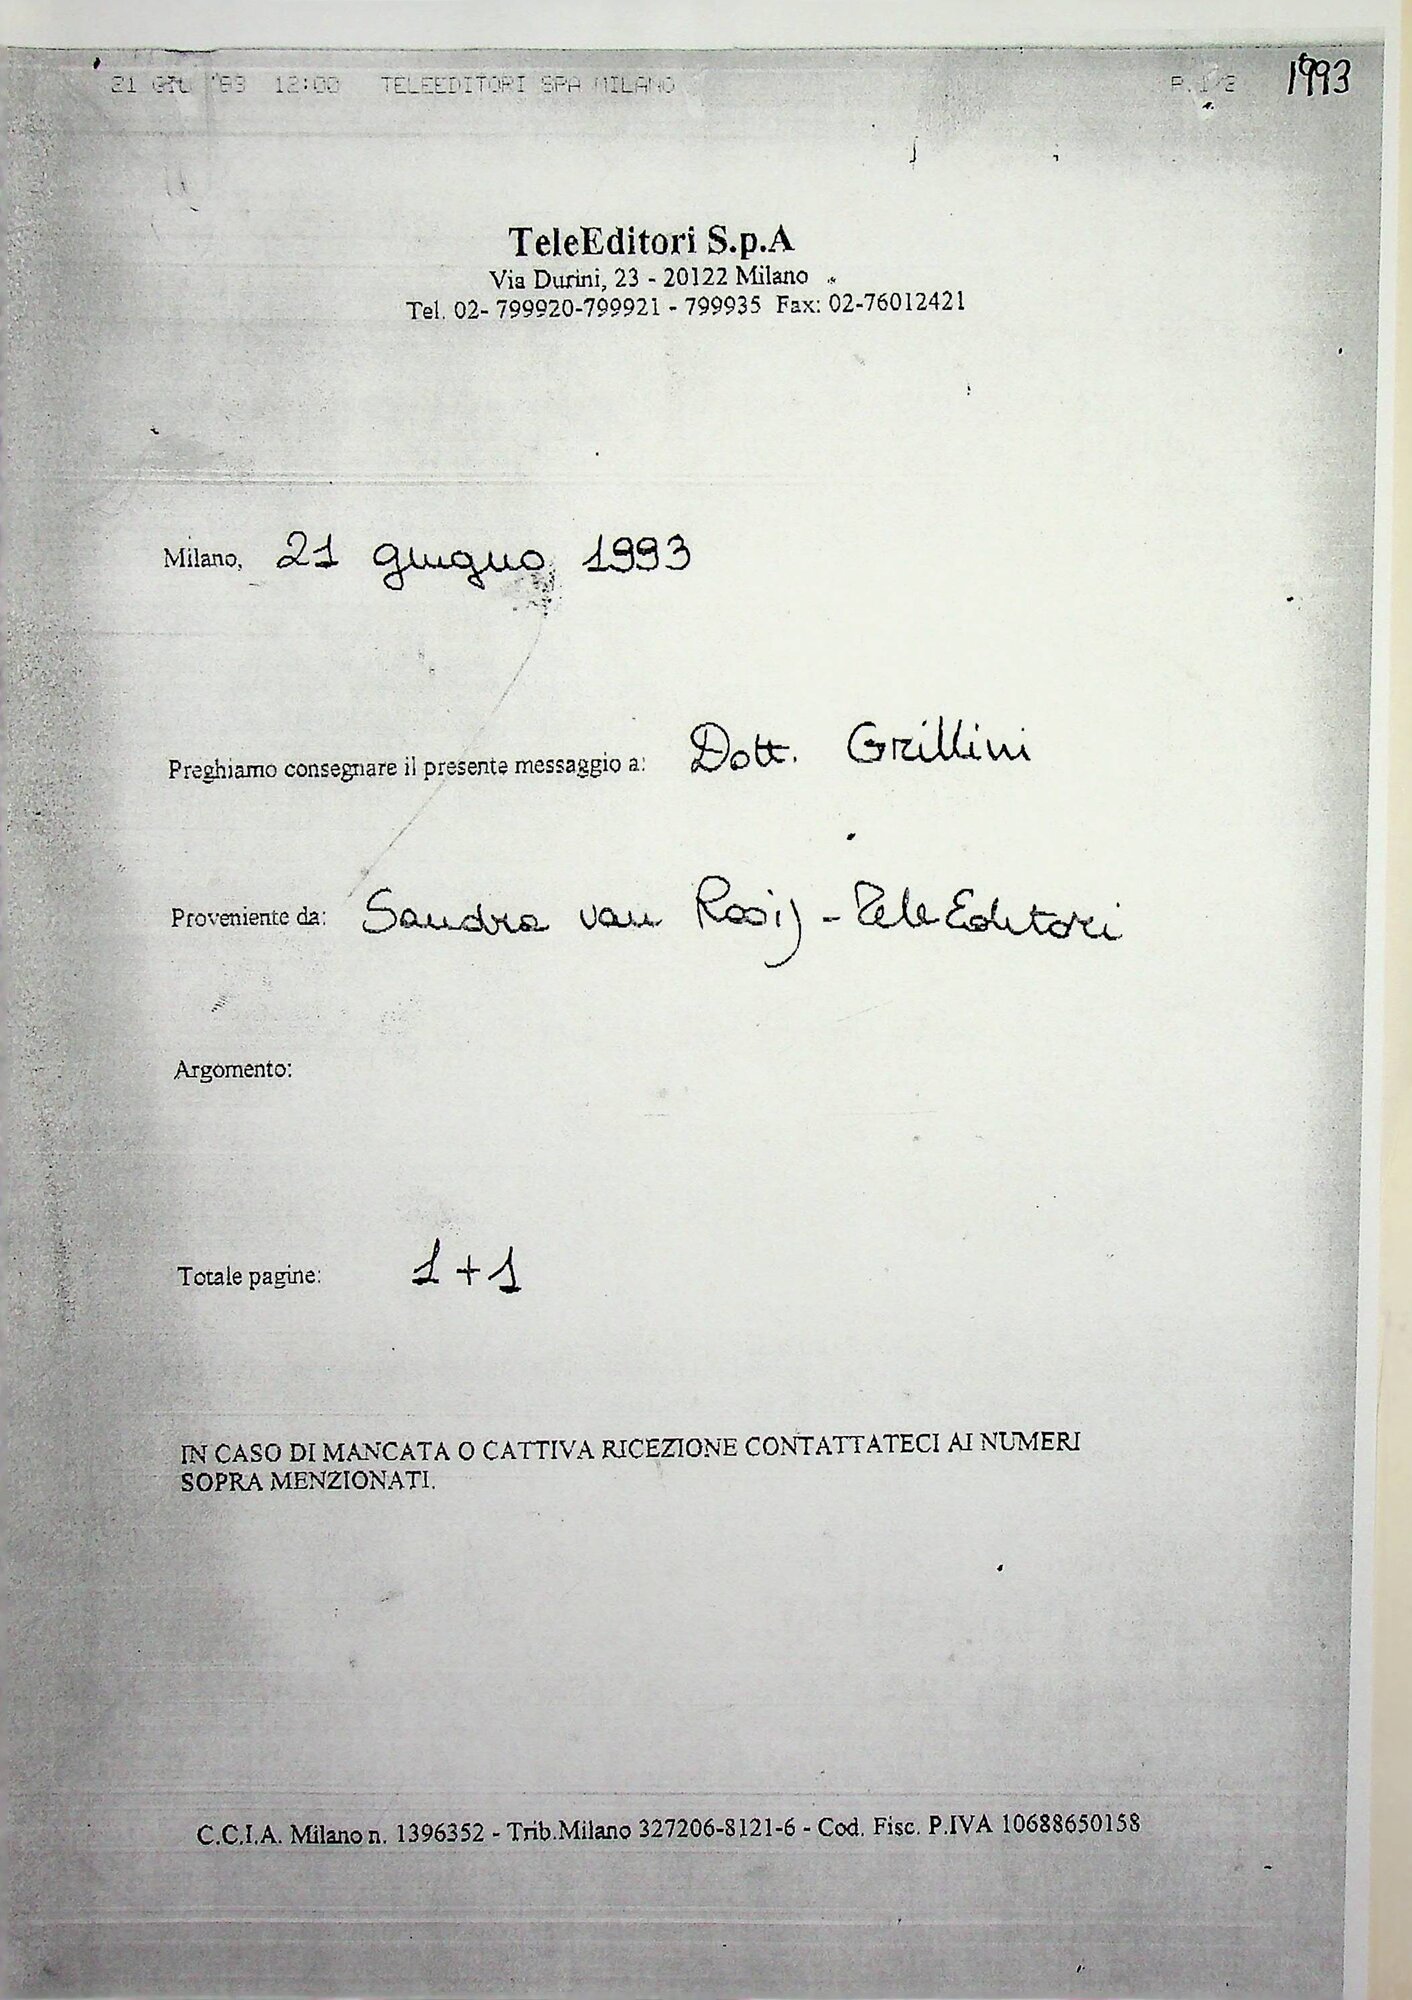 21 GIU '93 12:00 TELEEDITORI SPA MILANO P.1/2 1993
TeleEditori S.p.A
Via Durini, 23 - 20122 Milano
Tel. 02- 799920-799921 - 799935 Fax: 02-76012421
Milano, 21 giugno 1993
Preghiamo consegnare il presente messaggio a: Dott. Grillini
Proveniente da: Sandra van Rooij - TeleEditori
Argomento:
Totale pagine: 1+1
IN CASO DI MANCATA O CATTIVA RICEZIONE CONTATTATECI AI NUMERI
SOPRA MENZIONATI.
C.C.I.A. Milano n. 1396352 - Trib.Milano 327206-8121-6 - Cod. Fisc. P.IVA 10688650158